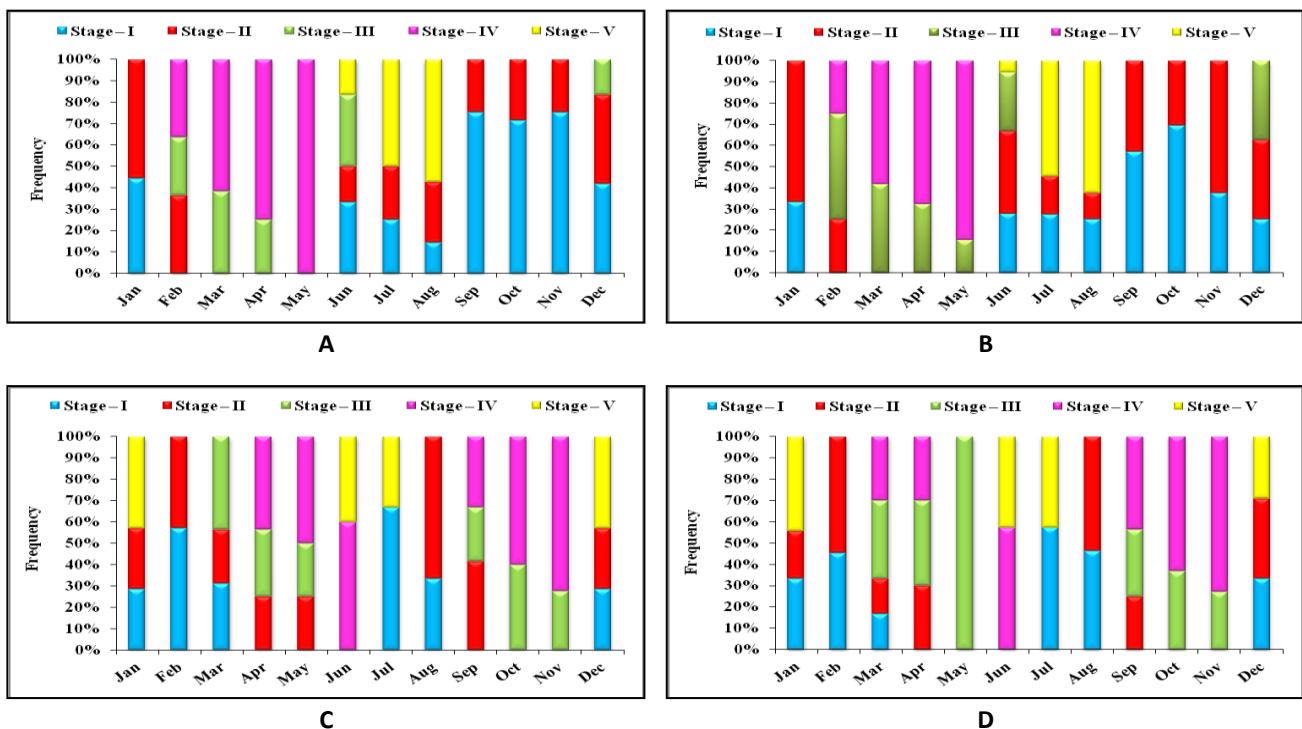 Stage–I Stage–II Stage–III Stage–IV Stage–V
100%
90%
80%
70%
60%
50%
40%
30%
20%
10%
0%
Frequency
Jan Feb Mar Apr May Jun Jul Aug Sep Oct Nov Dec
A
Stage–I Stage–II Stage–III Stage–IV Stage–V
100%
90%
80%
70%
60%
50%
40%
30%
20%
10%
0%
Frequency
Jan Feb Mar Apr May Jun Jul Aug Sep Oct Nov Dec
B
Stage–I Stage–II Stage–III Stage–IV Stage–V
100%
90%
80%
70%
60%
50%
40%
30%
20%
10%
0%
Frequency
Jan Feb Mar Apr May Jun Jul Aug Sep Oct Nov Dec
C
Stage–I Stage–II Stage–III Stage–IV Stage–V
100%
90%
80%
70%
60%
50%
40%
30%
20%
10%
0%
Frequency
Jan Feb Mar Apr May Jun Jul Aug Sep Oct Nov Dec
D